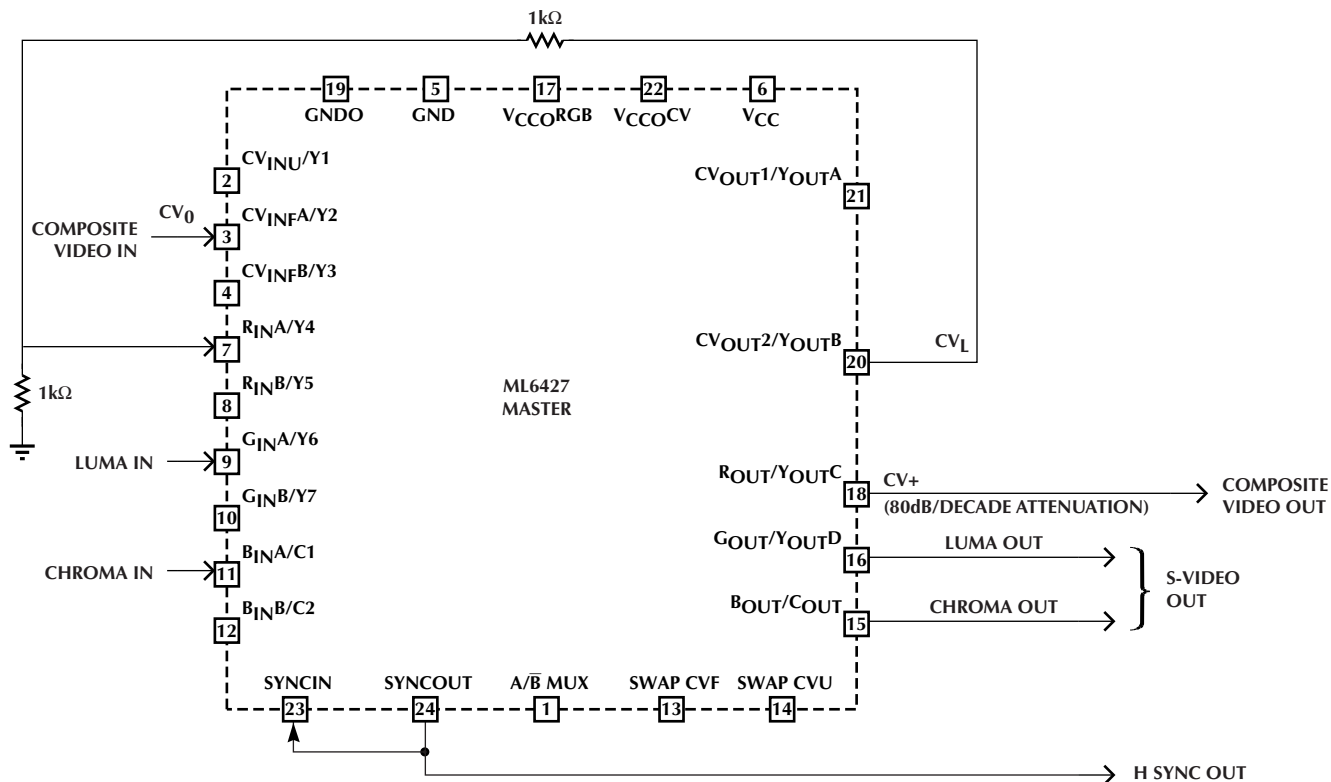 1kΩ
19
5
17
22
6
GNDO
GND
VCCORGB
VCCOCV
VCC
CVINU/Y1
2
CVOUT1/YOUTA
21
CV0
CVINFA/Y2
3
COMPOSITE
VIDEO IN
CVINFB/Y3
4
RINA/Y4
7
CVOUT2/YOUTB
CVL
20
1kΩ
RINB/Y5
8
ML6427
MASTER
GINA/Y6
LUMA IN
9
ROUT/YOUTC
18
CV+
(80dB/DECADE ATTENUATION)
COMPOSITE
VIDEO OUT
GINB/Y7
10
GOUT/YOUTD
16
LUMA OUT
BINA/C1
CHROMA IN
11
S-VIDEO
OUT
BOUT/COUT
15
CHROMA OUT
BINB/C2
12
SYNCIN
SYNCOUT
A/B̅ MUX
SWAP CVF
SWAP CVU
23
24
1
13
14
H SYNC OUT